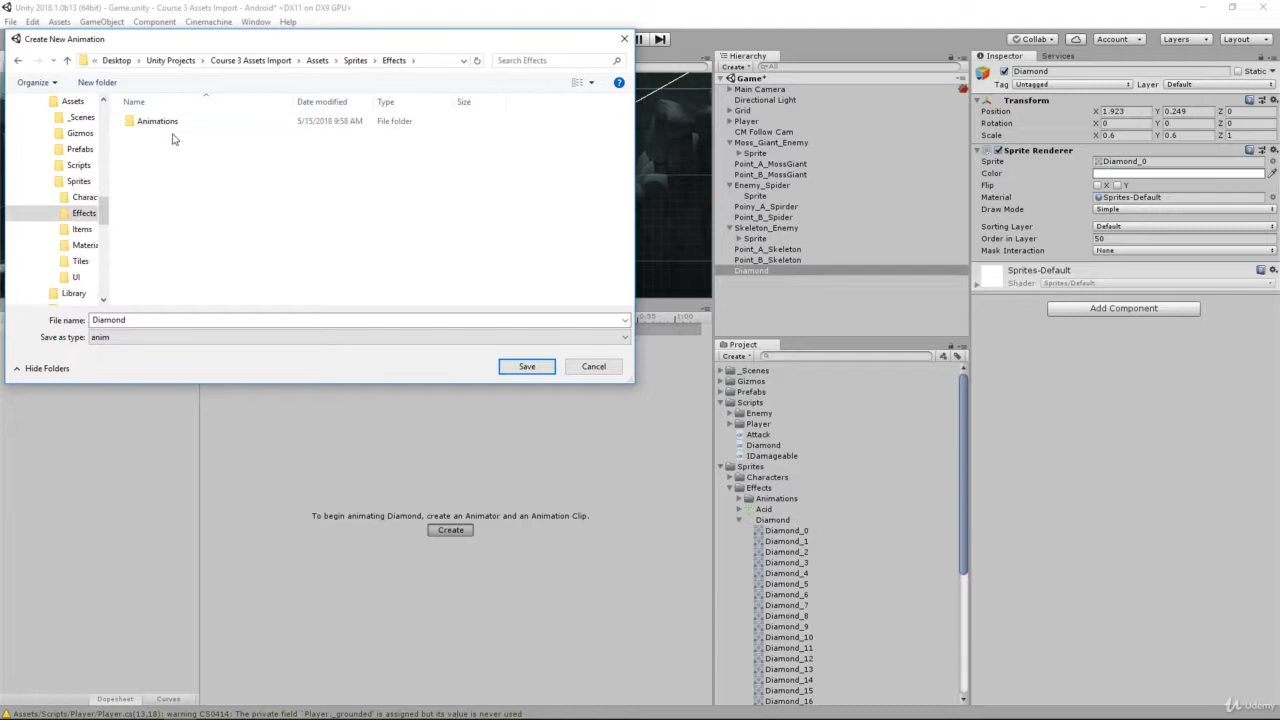 Unity 2018.1.0b13 (64bit) - Game.unity - Course 3 Assets Import - Android* <DX11 on DX9 GPU>
File Edit Assets GameObject Component Cinemachine Window Help
Collab Account Layers Layout
Create New Animation
« Desktop > Unity Projects > Course 3 Assets Import > Assets > Sprites > Effects >
Search Effects
Organize New folder
Assets
_Scenes
Gizmos
Prefabs
Scripts
Sprites
Charac
Effects
Items
Materia
Tiles
UI
Library
Name Date modified Type Size
Animations 5/15/2018 9:58 AM File folder
File name: Diamond
Save as type: anim
Hide Folders
Save Cancel
0:55 1:00
To begin animating Diamond, create an Animator and an Animation Clip.
Create
Dopesheet Curves
Hierarchy
Create All
Game*
Main Camera
Directional Light
Grid
Player
CM Follow Cam
Moss_Giant_Enemy
Sprite
Point_A_MossGiant
Point_B_MossGiant
Enemy_Spider
Sprite
Poiny_A_Spirder
Point_B_Spider
Skeleton_Enemy
Sprite
Point_A_Skeleton
Point_B_Skeleton
Diamond
Project
Create
_Scenes
Gizmos
Prefabs
Scripts
Enemy
Player
Attack
Diamond
IDamageable
Sprites
Characters
Effects
Animations
Acid
Diamond
Diamond_0
Diamond_1
Diamond_2
Diamond_3
Diamond_4
Diamond_5
Diamond_6
Diamond_7
Diamond_8
Diamond_9
Diamond_10
Diamond_11
Diamond_12
Diamond_13
Diamond_14
Diamond_15
Diamond_16
Inspector Services
Diamond Static
Tag Untagged Layer Default
Transform
Position X 1.923 Y 0.249 Z 0
Rotation X 0 Y 0 Z 0
Scale X 0.6 Y 0.6 Z 1
Sprite Renderer
Sprite Diamond_0
Color
Flip X Y
Material Sprites-Default
Draw Mode Simple
Sorting Layer Default
Order in Layer 50
Mask Interaction None
Sprites-Default
Shader Sprites/Default
Add Component
Assets/Scripts/Player/Player.cs(13,18): warning CS0414: The private field `Player._grounded' is assigned but its value is never used
Udemy